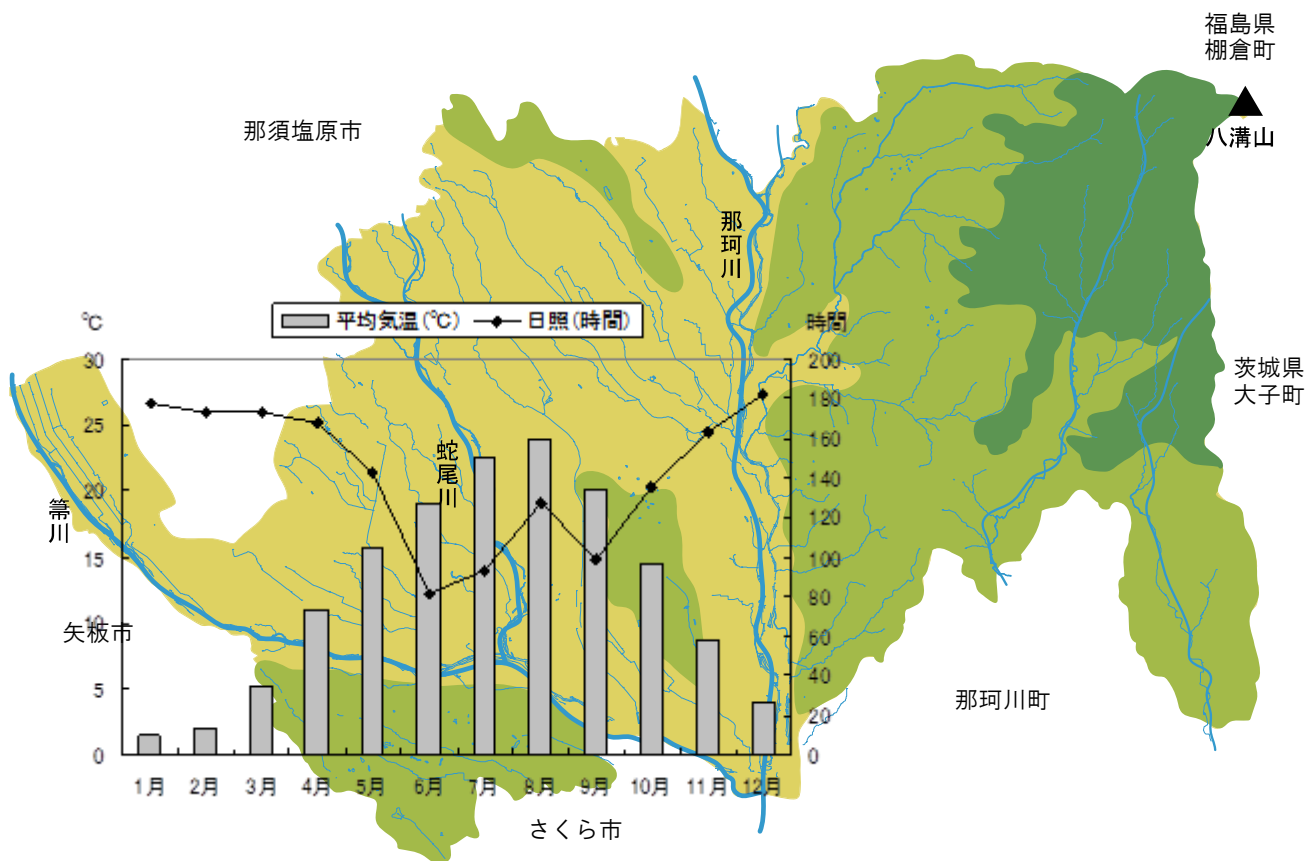 福島県
棚倉町
八溝山
那須塩原市
那珂川
茨城県
大子町
蛇尾川
箒川
矢板市
那珂川町
さくら市
平均気温(℃) 日照(時間)
℃
時間
30
25
20
15
10
5
0
200
180
160
140
120
100
80
60
40
20
0
1月 2月 3月 4月 5月 6月 7月 8月 9月 10月 11月 12月